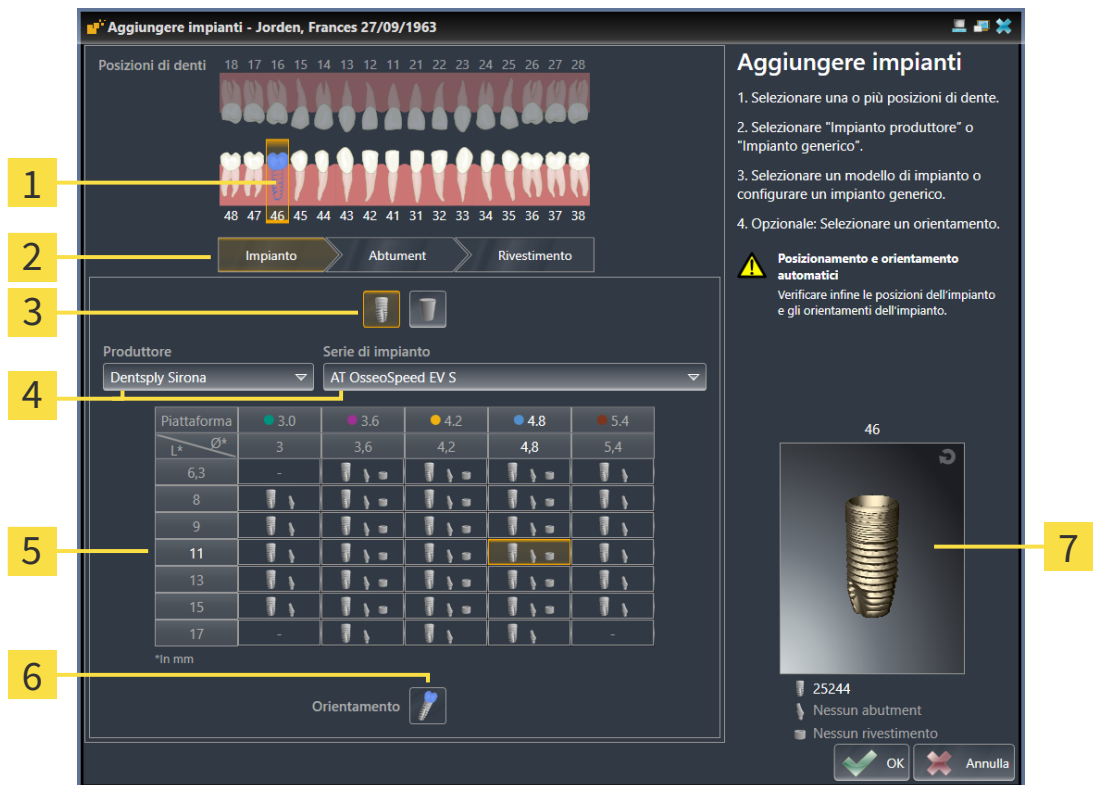 Aggiungere impianti - Jorden, Frances 27/09/1963
Posizioni di denti 18 17 16 15 14 13 12 11 21 22 23 24 25 26 27 28
48 47 46 45 44 43 42 41 31 32 33 34 35 36 37 38
1
2
Impianto Abtument Rivestimento
3
Produttore Serie di impianto
Dentsply Sirona AT OsseoSpeed EV S
4
Piattaforma 3.0 3.6 4.2 4.8 5.4
L* Ø* 3 3,6 4,2 4,8 5,4
6,3 -
8
9
5
11
13
15
17 - -
*In mm
6
Orientamento
Aggiungere impianti
1. Selezionare una o più posizioni di dente.
2. Selezionare "Impianto produttore" o
"Impianto generico".
3. Selezionare un modello di impianto o
configurare un impianto generico.
4. Opzionale: Selezionare un orientamento.
Posizionamento e orientamento
automatici
Verificare infine le posizioni dell'impianto
e gli orientamenti dell'impianto.
46
7
25244
Nessun abutment
Nessun rivestimento
OK Annulla